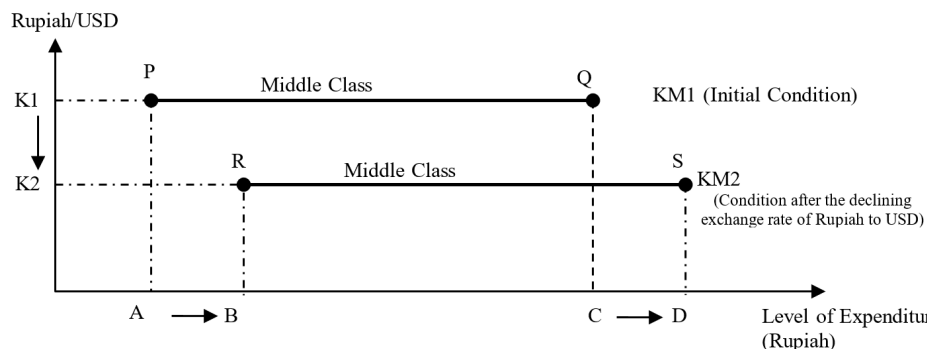 Rupiah/USD
P
Middle Class
Q
K1
KM1 (Initial Condition)
R
Middle Class
S
K2
KM2
(Condition after the declining
exchange rate of Rupiah to USD)
A
B
C
D
Level of Expenditur
(Rupiah)